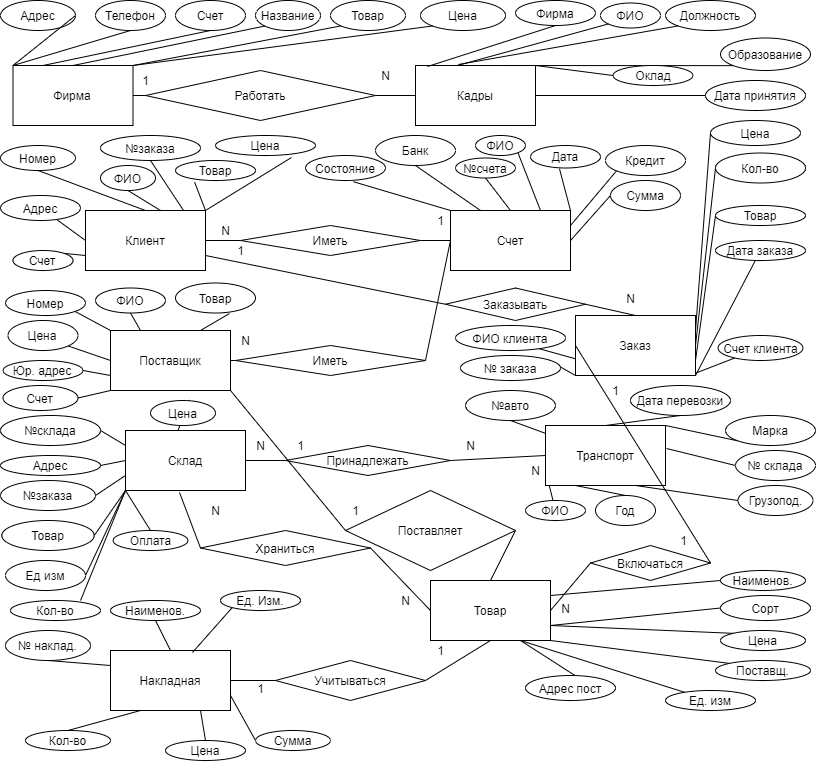 Адрес
Телефон
Счет
Название
Товар
Цена
Фирма
ФИО
Должность
Образование
Оклад
1
N
Фирма
Работать
Кадры
Дата принятия
Номер
№заказа
Цена
ФИО
Товар
Состояние
Банк
ФИО
№счета
Дата
Кредит
Сумма
Цена
Кол-во
Товар
Дата заказа
Адрес
Счет
Клиент
N
1
Иметь
1
Счет
Номер
ФИО
Товар
Цена
Юр. адрес
Счет
Поставщик
N
Иметь
Заказывать
N
ФИО клиента
№ заказа
Заказ
Счет клиента
1
№склада
Цена
Адрес
№заказа
Склад
N
1
Принадлежать
N
№авто
Дата перевозки
Транспорт
N
Марка
№ склада
Грузопод.
ФИО
Год
Товар
Ед изм
Кол-во
Оплата
N
Храниться
1
Поставляет
N
Включаться
1
N
Товар
1
Наименов.
Сорт
Цена
Поставщ.
Ед. изм
Адрес пост
Наименов.
Ед. Изм.
№ наклад.
Накладная
1
Учитываться
Кол-во
Цена
Сумма